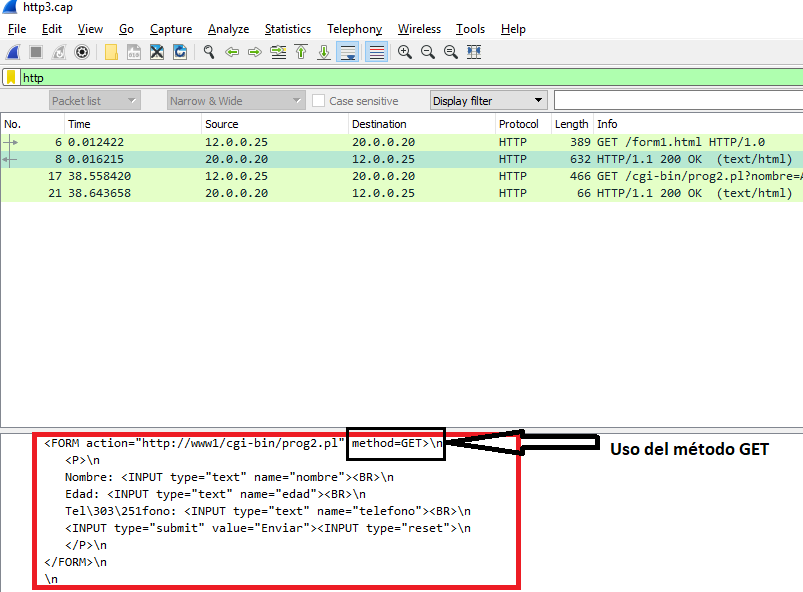 http3.cap
File Edit View Go Capture Analyze Statistics Telephony Wireless Tools Help
http
Packet list Narrow & Wide Case sensitive Display filter
No. Time Source Destination Protocol Length Info
6 0.012422 12.0.0.25 20.0.0.20 HTTP 389 GET /form1.html HTTP/1.0
8 0.016215 20.0.0.20 12.0.0.25 HTTP 632 HTTP/1.1 200 OK (text/html)
17 38.558420 12.0.0.25 20.0.0.20 HTTP 466 GET /cgi-bin/prog2.pl?nombre=A
21 38.643658 20.0.0.20 12.0.0.25 HTTP 66 HTTP/1.1 200 OK (text/html)
<FORM action="http://www1/cgi-bin/prog2.pl" method=GET>\n
<P>\n
Nombre: <INPUT type="text" name="nombre"><BR>\n
Edad: <INPUT type="text" name="edad"><BR>\n
Tel\303\251fono: <INPUT type="text" name="telefono"><BR>\n
<INPUT type="submit" value="Enviar"><INPUT type="reset">\n
</P>\n
</FORM>\n
\n
Uso del método GET